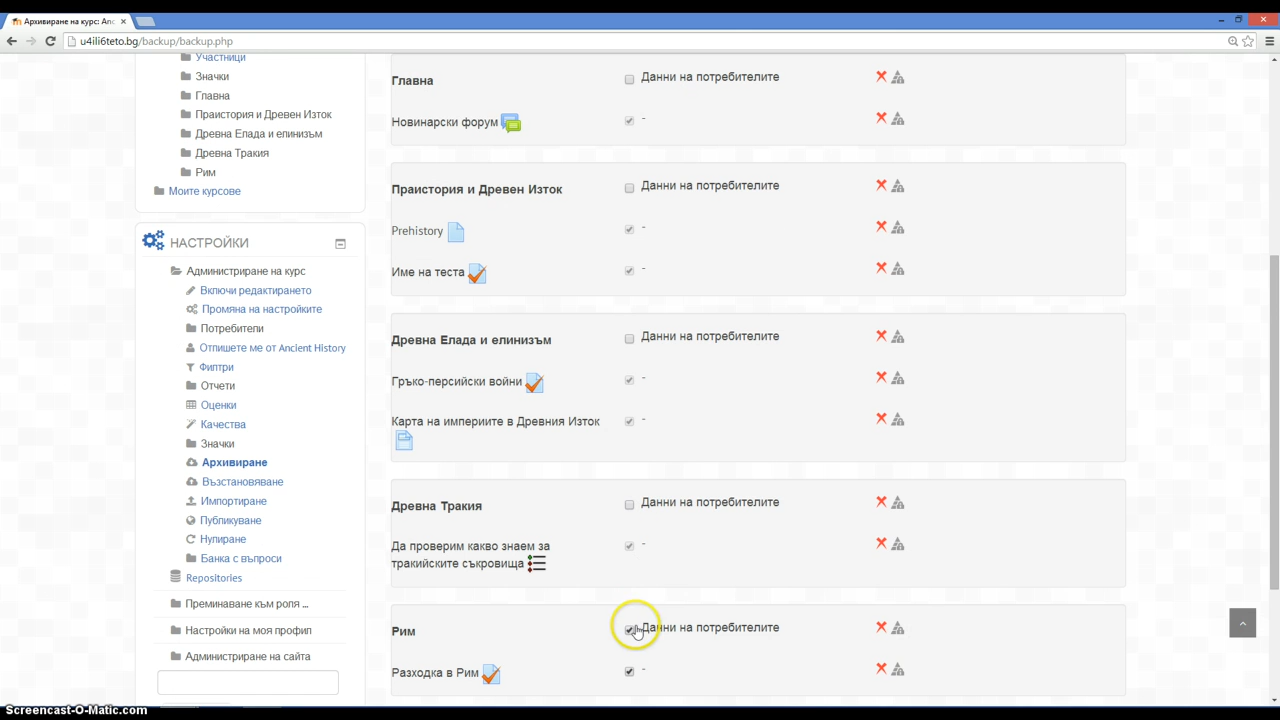 Архивиране на курс: Anc
u4ili6teto.bg/backup/backup.php
Участници
Значки
Главна
Праистория и Древен Изток
Древна Елада и елинизъм
Древна Тракия
Рим
Моите курсове
НАСТРОЙКИ
Администриране на курс
Включи редактирането
Промяна на настройките
Потребители
Отпишете ме от Ancient History
Филтри
Отчети
Оценки
Качества
Значки
Архивиране
Възстановяване
Импортиране
Публикуване
Нулиране
Банка с въпроси
Repositories
Преминаване към роля ...
Настройки на моя профил
Администриране на сайта
Главна Данни на потребителите
Новинарски форум -
Праистория и Древен Изток Данни на потребителите
Prehistory -
Име на теста -
Древна Елада и елинизъм Данни на потребителите
Гръко-персийски войни -
Карта на империите в Древния Изток -
Древна Тракия Данни на потребителите
Да проверим какво знаем за -
тракийските съкровища
Рим Данни на потребителите
Разходка в Рим -
Screencast-O-Matic.com